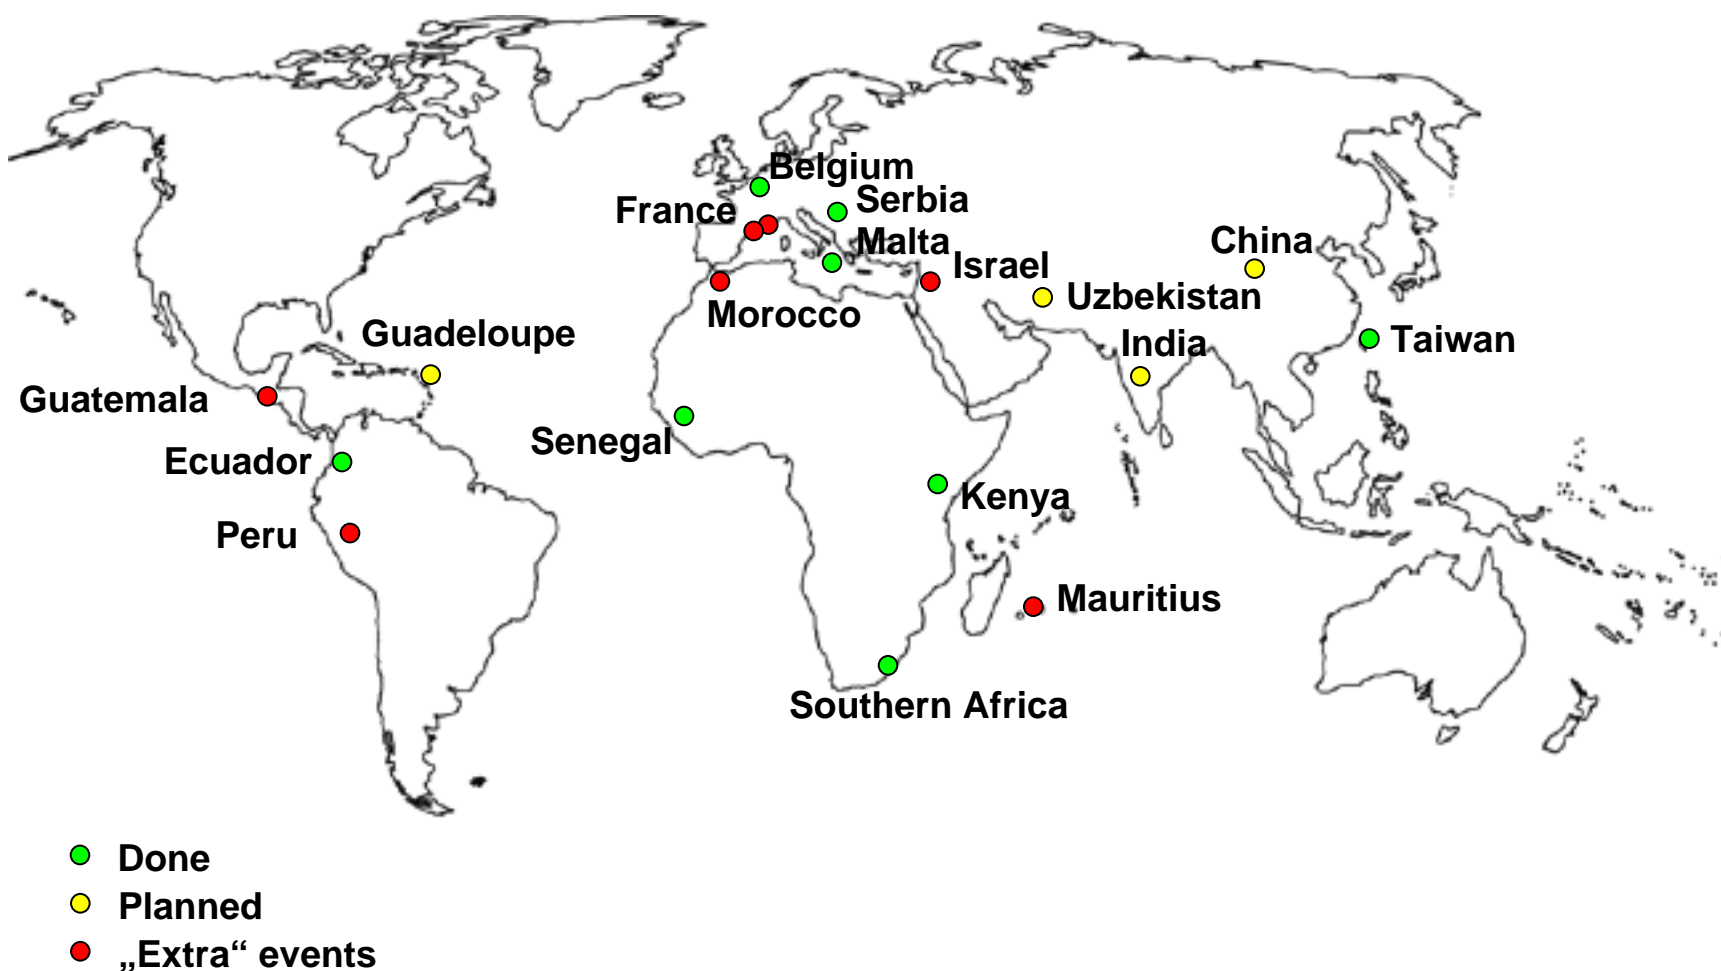 Belgium
Serbia
France
Malta
China
Israel
Uzbekistan
Morocco
Guadeloupe
India
Taiwan
Guatemala
Senegal
Ecuador
Kenya
Peru
Mauritius
Southern Africa
Done
Planned
„Extra“ events